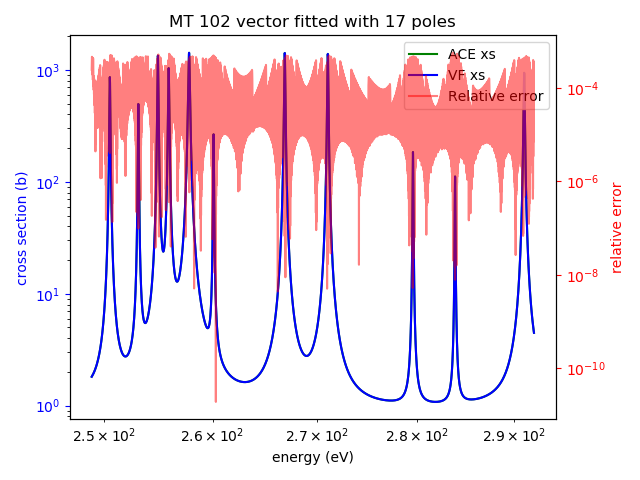 MT 102 vector fitted with 17 poles
ACE xs
VF xs
Relative error
cross section (b)
10³
10²
10¹
10⁰
relative error
10⁻⁴
10⁻⁶
10⁻⁸
10⁻¹⁰
2.5 × 10² 2.6 × 10² 2.7 × 10² 2.8 × 10² 2.9 × 10²
energy (eV)